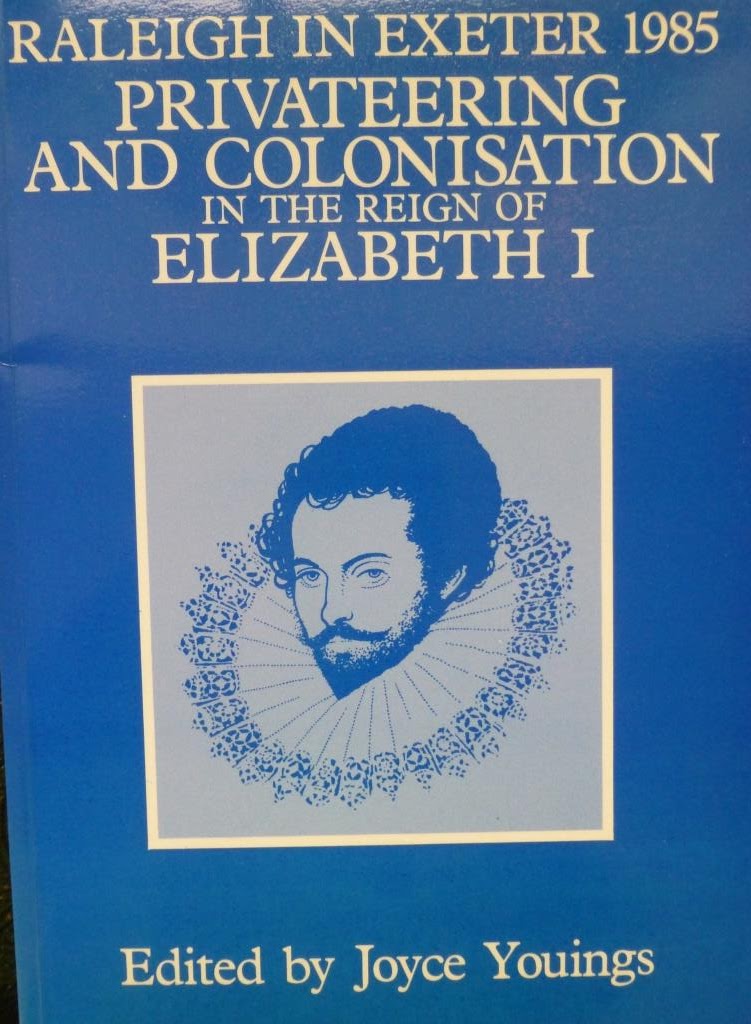 RALEIGH IN EXETER 1985
PRIVATEERING
AND COLONISATION
IN THE REIGN OF
ELIZABETH I
Edited by Joyce Youings